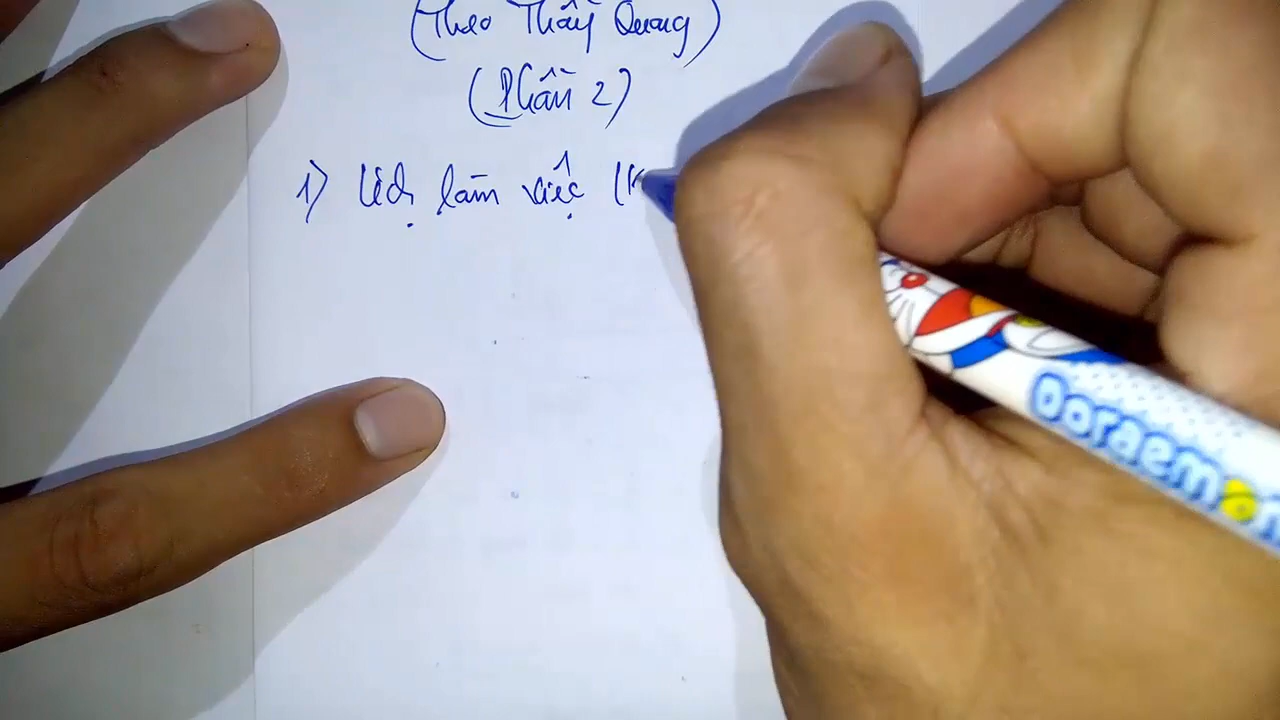 (Theo Thầy Quang)
(Phần 2)
1) Lịch làm việc (K
Doraemon